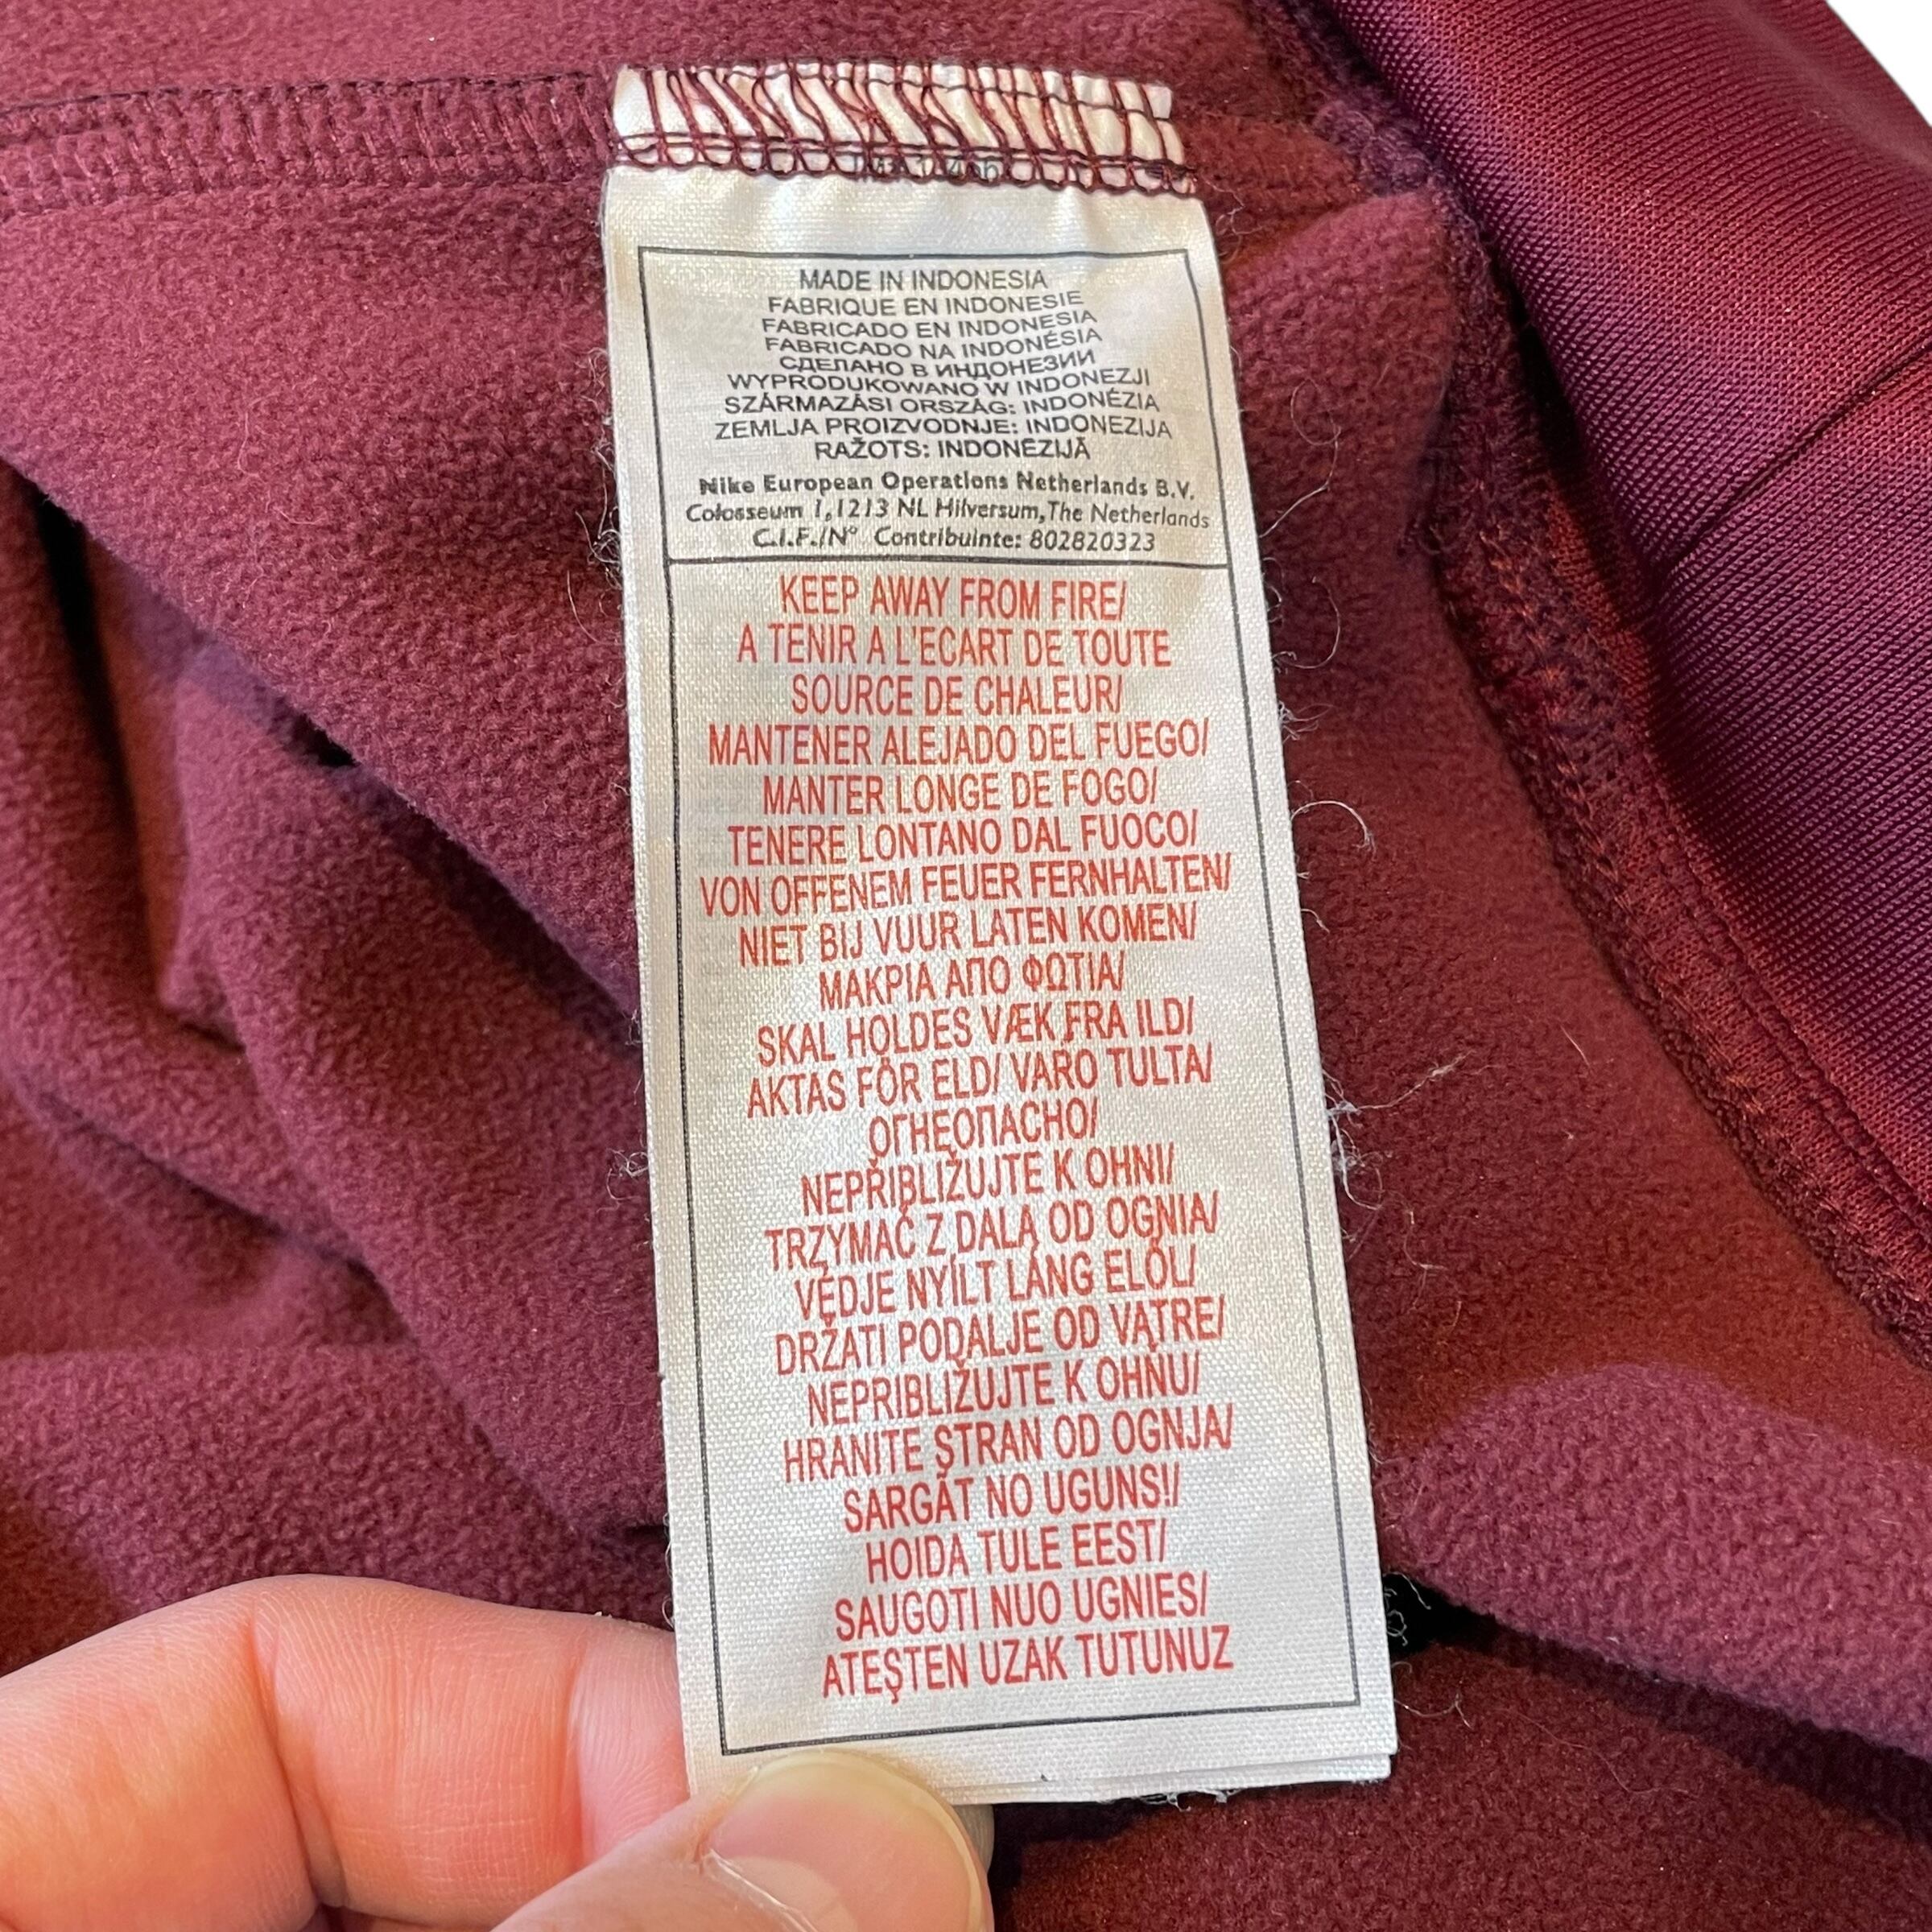 MADE IN INDONESIA
FABRIQUE EN INDONESIE
FABRICADO EN INDONESIA
FABRICADO NA INDONÉSIA
СДЕЛАНО В ИНДОНЕЗИИ
WYPRODUKOWANO W INDONEZJI
SZÁRMAZÁSI ORSZÁG: INDONÉZIA
ZEMLJA PROIZVODNJE: INDONEZIJA
RAŽOTS: INDONĒZIJĀ
Nike European Operations Netherlands B.V.
Colosseum 1,1213 NL Hilversum,The Netherlands
C.I.F./N° Contribuinte: 802820323
KEEP AWAY FROM FIRE/
A TENIR A L'ECART DE TOUTE
SOURCE DE CHALEUR/
MANTENER ALEJADO DEL FUEGO/
MANTER LONGE DE FOGO/
TENERE LONTANO DAL FUOCO/
VON OFFENEM FEUER FERNHALTEN/
NIET BIJ VUUR LATEN KOMEN/
ΜΑΚΡΙΑ ΑΠΟ ΦΩΤΙΑ/
SKAL HOLDES VÆK FRA ILD/
AKTAS FÖR ELD/ VARO TULTA/
ОГНЕОПАСНО/
NEPŘIBLIŽUJTE K OHNI/
TRZYMAĆ Z DALA OD OGNIA/
VÉDJE NYÍLT LÁNG ELŐL/
DRŽATI PODALJE OD VATRE/
NEPRIBLIŽUJTE K OHŇU/
HRANITE STRAN OD OGNJA/
SARGĀT NO UGUNS!/
HOIDA TULE EEST/
SAUGOTI NUO UGNIES/
ATEŞTEN UZAK TUTUNUZ